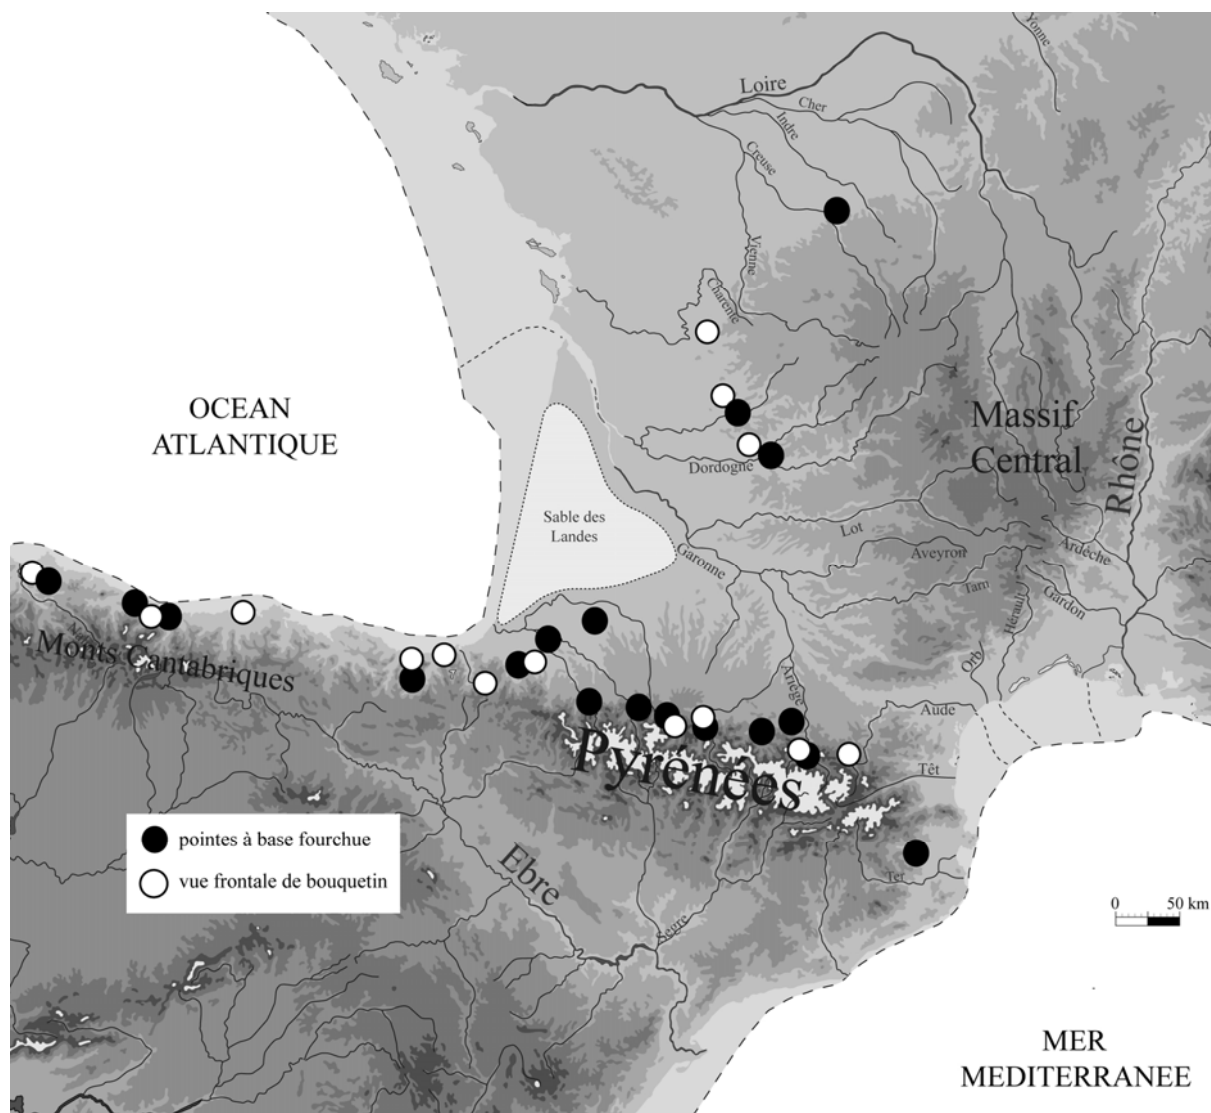 Yonne
Loire
Cher
Indre
Creuse
Vienne
Charente
OCEAN
ATLANTIQUE
Massif
Central
Rhône
Dordogne
Sable des
Landes
Lot
Garonne
Aveyron
Ardèche
Tarn
Hérault
Gardon
Orb
Monts Cantabriques
Ariège
Aude
Pyrénées
Têt
pointes à base fourchue
vue frontale de bouquetin
Ebre
Ter
Segre
0 50 km
MER
MEDITERRANEE